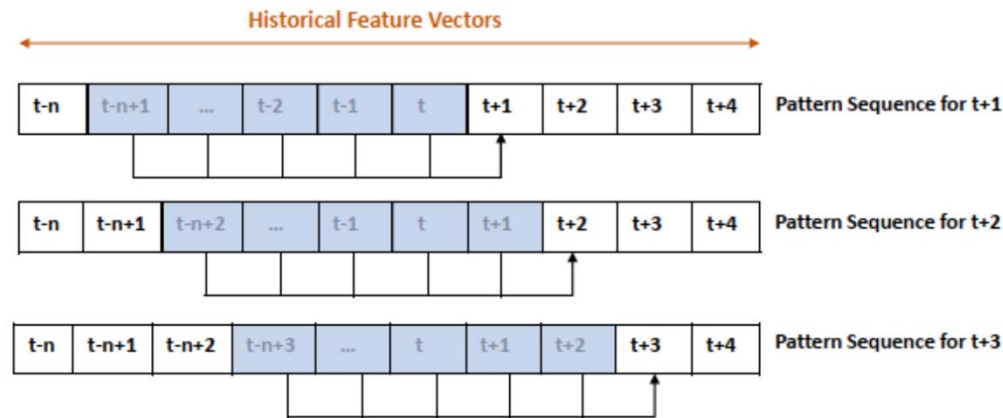 Historical Feature Vectors
t-n t-n+1 ... t-2 t-1 t t+1 t+2 t+3 t+4 Pattern Sequence for t+1
t-n t-n+1 t-n+2 ... t-1 t t+1 t+2 t+3 t+4 Pattern Sequence for t+2
t-n t-n+1 t-n+2 t-n+3 ... t t+1 t+2 t+3 t+4 Pattern Sequence for t+3